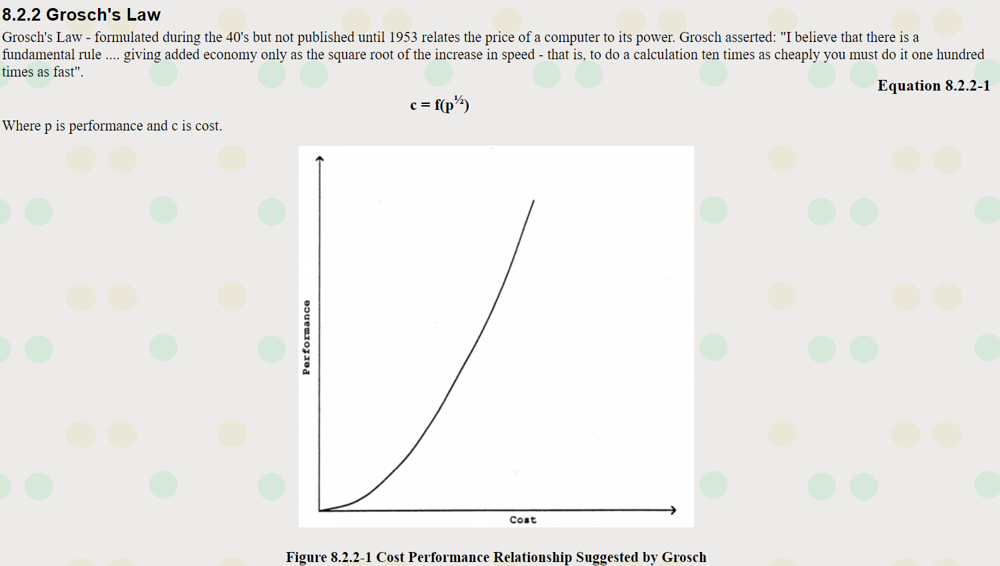 8.2.2 Grosch's Law
Grosch's Law - formulated during the 40's but not published until 1953 relates the price of a computer to its power. Grosch asserted: "I believe that there is a
fundamental rule .... giving added economy only as the square root of the increase in speed - that is, to do a calculation ten times as cheaply you must do it one hundred
times as fast".
Equation 8.2.2-1
c = f(p½)
Where p is performance and c is cost.
Performance
Cost
Figure 8.2.2-1 Cost Performance Relationship Suggested by Grosch